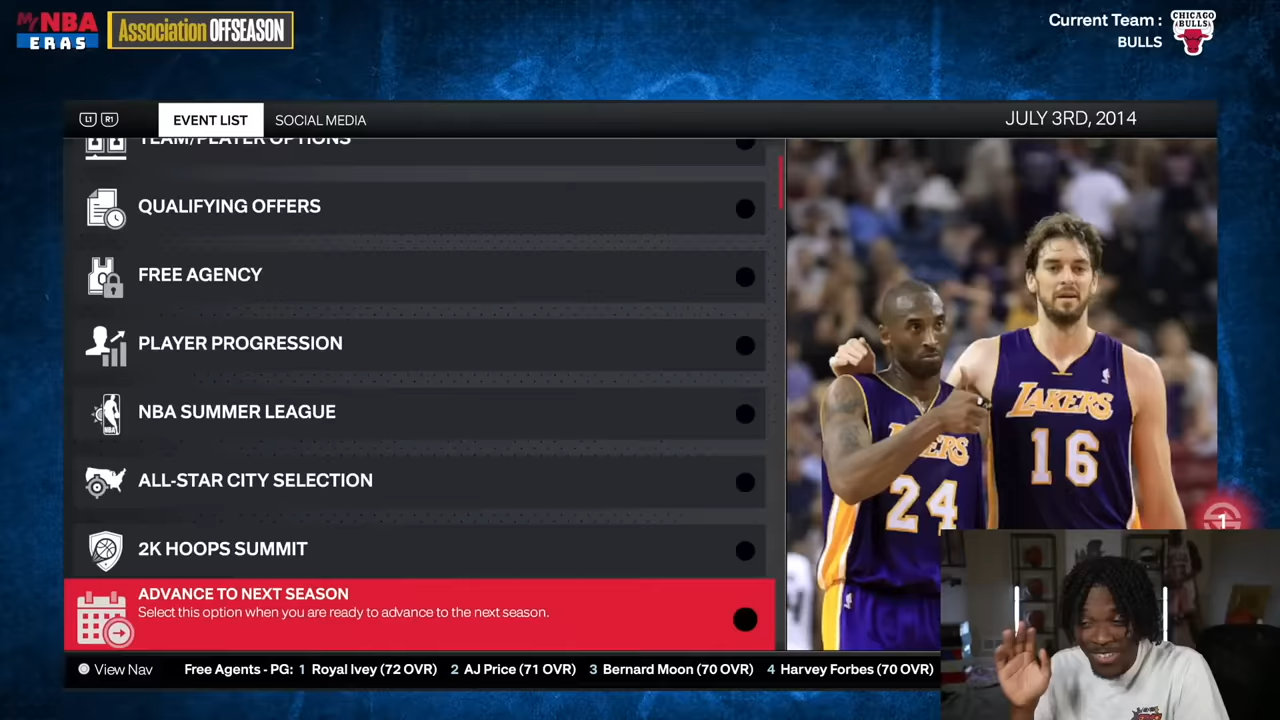 MyNBA
ERAS
Association OFFSEASON
Current Team :
BULLS
CHICAGO
BULLS
L1 R1
EVENT LIST
SOCIAL MEDIA
JULY 3RD, 2014
TEAM/PLAYER OPTIONS
QUALIFYING OFFERS
FREE AGENCY
PLAYER PROGRESSION
NBA SUMMER LEAGUE
ALL-STAR CITY SELECTION
2K HOOPS SUMMIT
ADVANCE TO NEXT SEASON
Select this option when you are ready to advance to the next season.
LAKERS
16
24
1
View Nav
Free Agents - PG: 1 Royal Ivey (72 OVR) 2 AJ Price (71 OVR) 3 Bernard Moon (70 OVR) 4 Harvey Forbes (70 OVR)